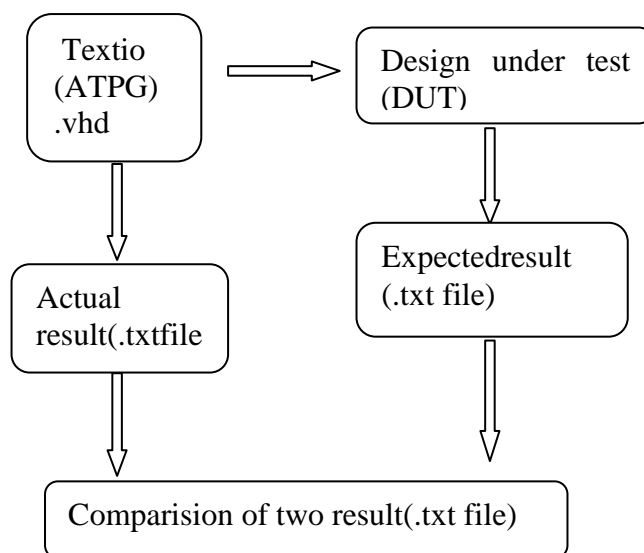 Textio
(ATPG)
.vhd
Design under test
(DUT)
Expectedresult
(.txt file)
Actual
result(.txtfile
Comparision of two result(.txt file)